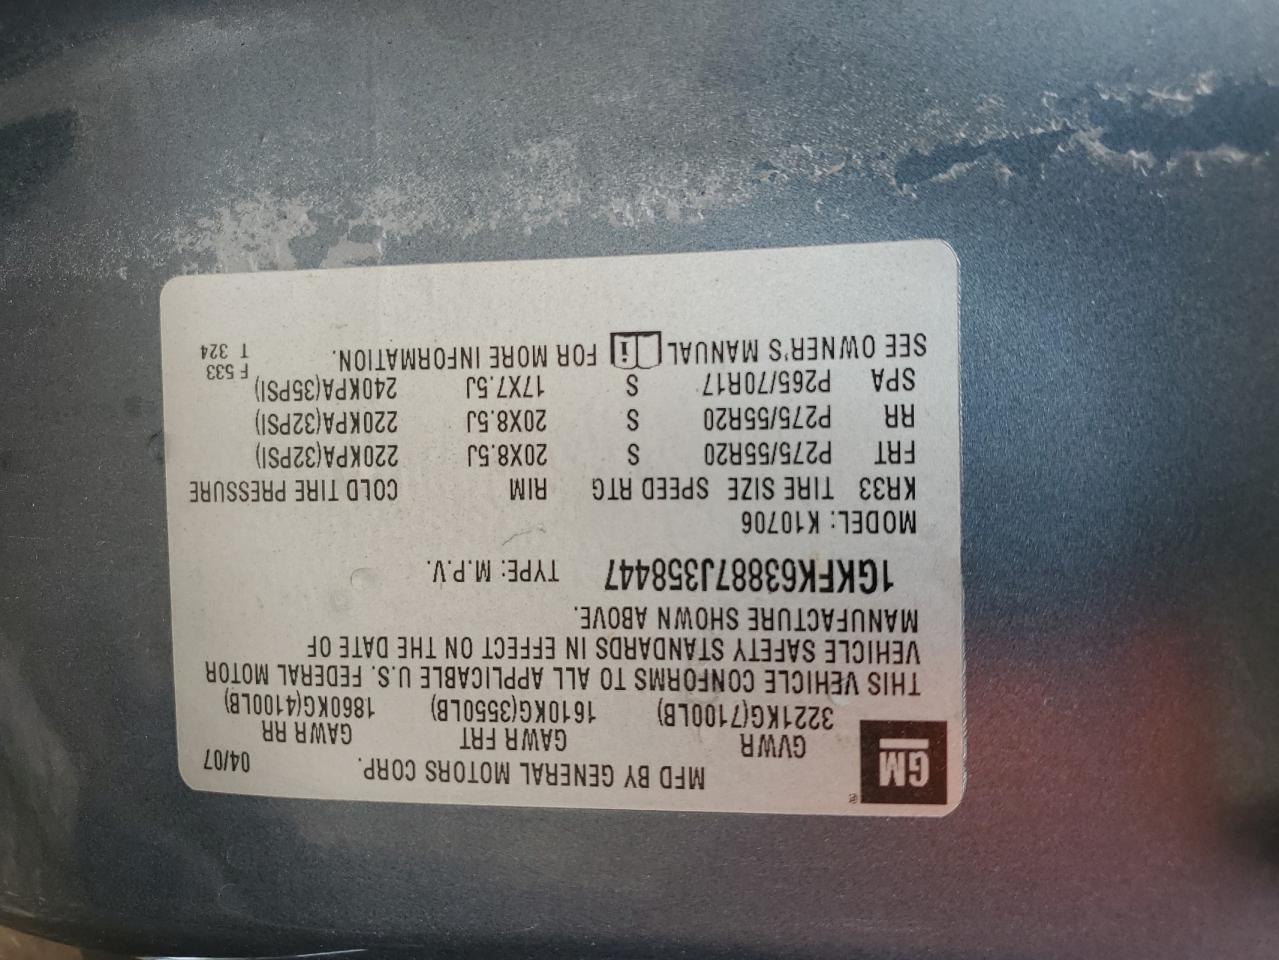 GM ®
MFD BY GENERAL MOTORS CORP. 04/07
GVWR GAWR FRT GAWR RR
3221KG(7100LB) 1610KG(3550LB) 1860KG(4100LB)
THIS VEHICLE CONFORMS TO ALL APPLICABLE U.S. FEDERAL MOTOR
VEHICLE SAFETY STANDARDS IN EFFECT ON THE DATE OF
MANUFACTURE SHOWN ABOVE.
1GKFK63887J358447 TYPE: M.P.V.
MODEL: K10706
KR33 TIRE SIZE SPEED RTG RIM COLD TIRE PRESSURE
FRT P275/55R20 S 20X8.5J 220KPA(32PSI)
RR P275/55R20 S 20X8.5J 220KPA(32PSI)
SPA P265/70R17 S 17X7.5J 240KPA(35PSI)
F 533
SEE OWNER'S MANUAL i FOR MORE INFORMATION. T 324